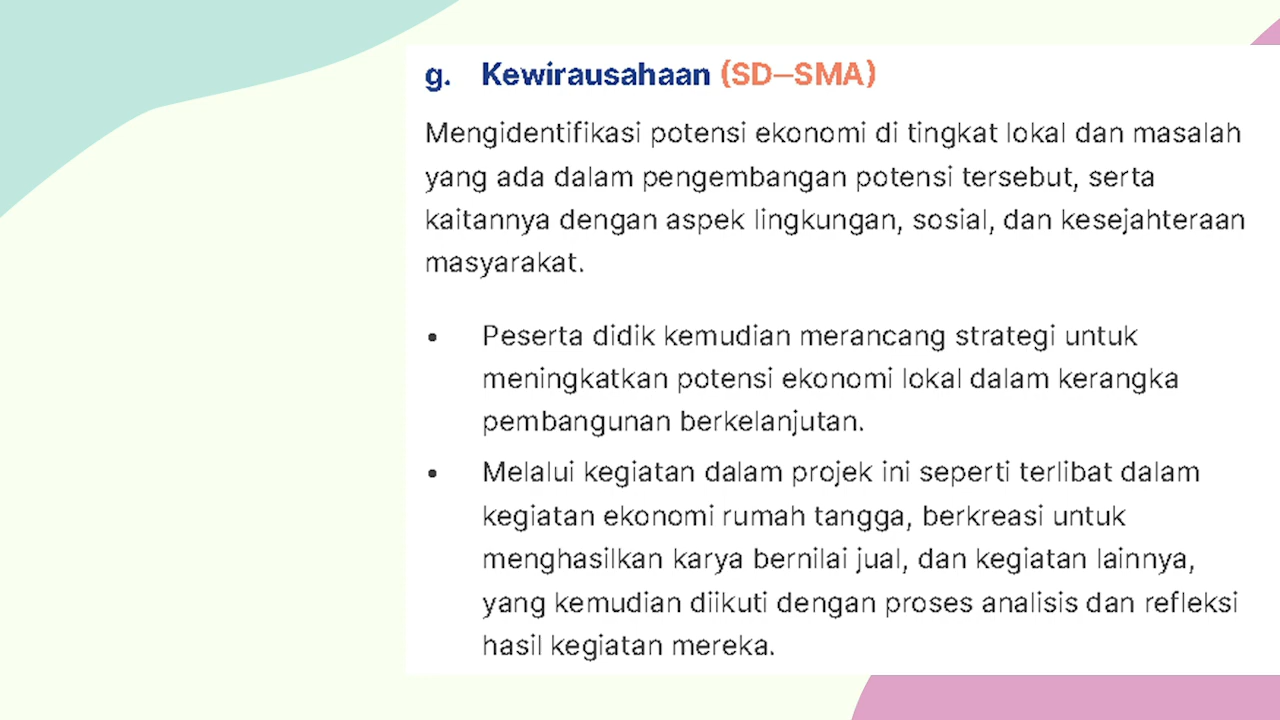 g. Kewirausahaan (SD–SMA)
Mengidentifikasi potensi ekonomi di tingkat lokal dan masalah
yang ada dalam pengembangan potensi tersebut, serta
kaitannya dengan aspek lingkungan, sosial, dan kesejahteraan
masyarakat.
• Peserta didik kemudian merancang strategi untuk
meningkatkan potensi ekonomi lokal dalam kerangka
pembangunan berkelanjutan.
• Melalui kegiatan dalam projek ini seperti terlibat dalam
kegiatan ekonomi rumah tangga, berkreasi untuk
menghasilkan karya bernilai jual, dan kegiatan lainnya,
yang kemudian diikuti dengan proses analisis dan refleksi
hasil kegiatan mereka.